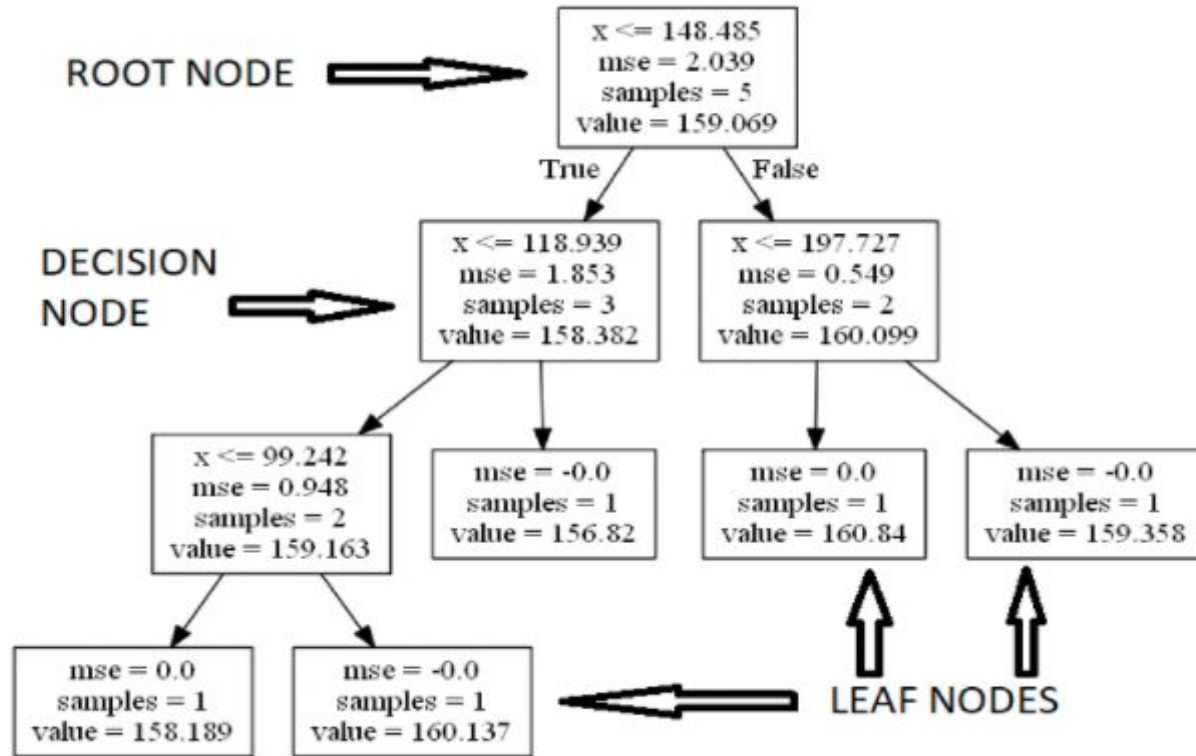 x <= 148.485
mse = 2.039
samples = 5
value = 159.069
ROOT NODE
True
False
DECISION
NODE
x <= 118.939
mse = 1.853
samples = 3
value = 158.382
x <= 197.727
mse = 0.549
samples = 2
value = 160.099
x <= 99.242
mse = 0.948
samples = 2
value = 159.163
mse = -0.0
samples = 1
value = 156.82
mse = 0.0
samples = 1
value = 160.84
mse = -0.0
samples = 1
value = 159.358
mse = 0.0
samples = 1
value = 158.189
mse = -0.0
samples = 1
value = 160.137
LEAF NODES